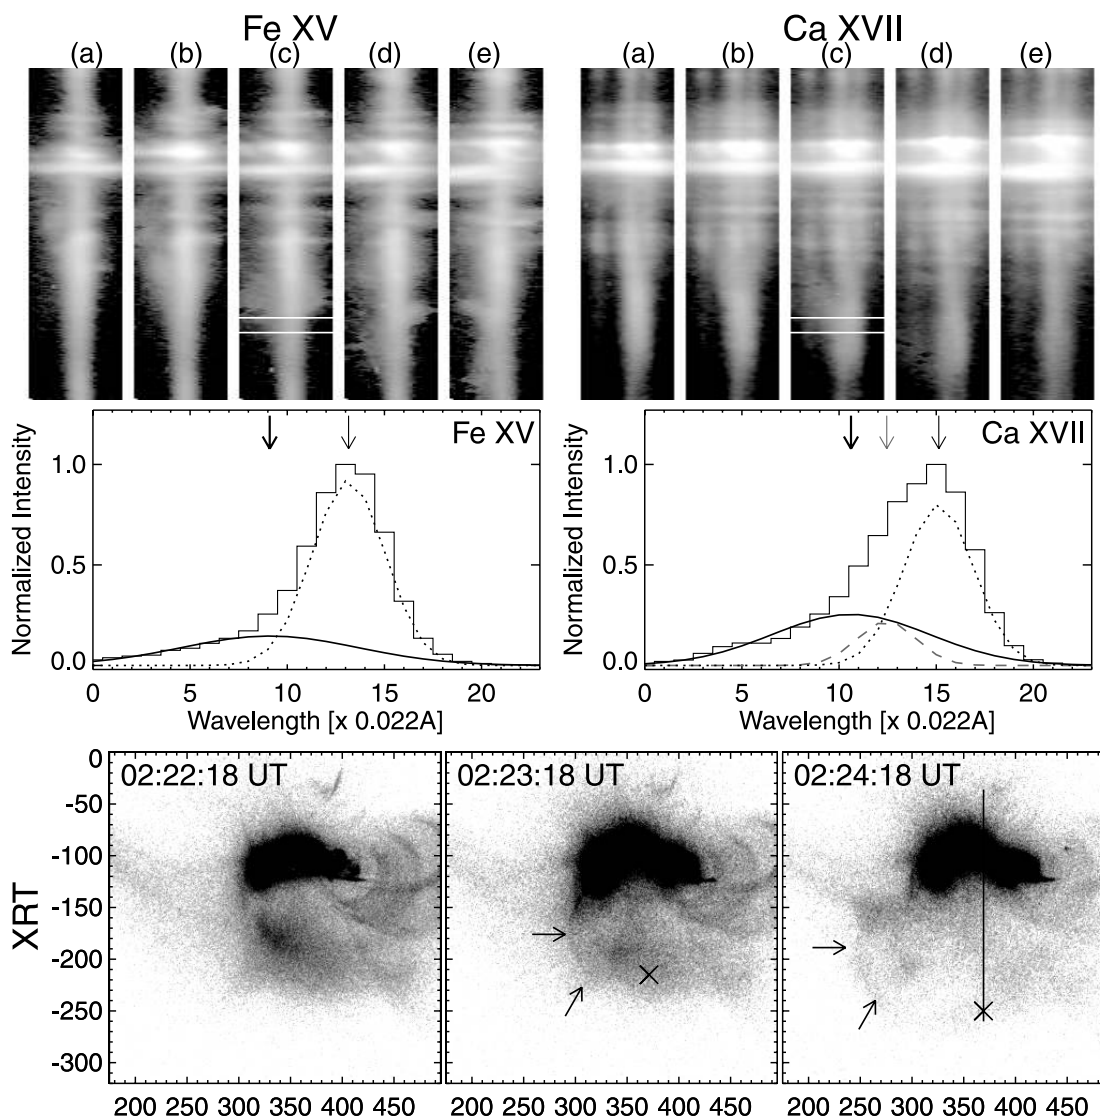 Fe XV Ca XVII
(a) (b) (c) (d) (e) (a) (b) (c) (d) (e)
Fe XV
Normalized Intensity
1.0
0.5
0.0
0 5 10 15 20
Wavelength [x 0.022A]
Ca XVII
Normalized Intensity
1.0
0.5
0.0
0 5 10 15 20
Wavelength [x 0.022A]
XRT
0
-50
-100
-150
-200
-250
-300
02:22:18 UT
02:23:18 UT
02:24:18 UT
200 250 300 350 400 450 200 250 300 350 400 450 200 250 300 350 400 450